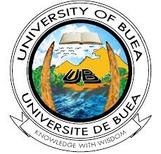 UNIVERSITY OF BUEA
UB
UNIVERSITE DE BUEA
KNOWLEDGE WITH WISDOM